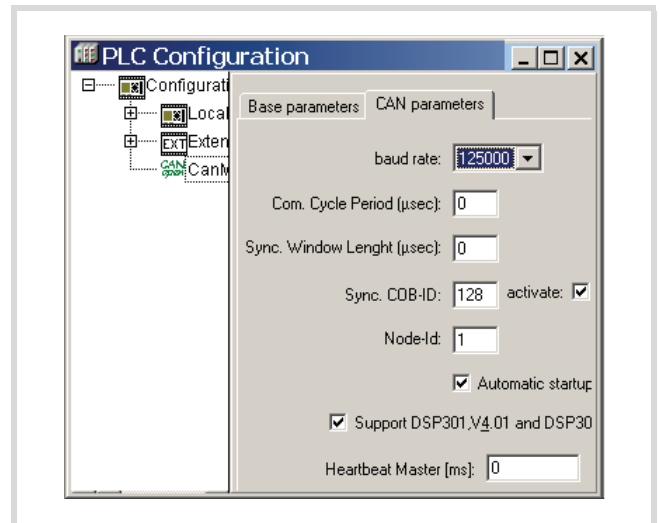 PLC Configuration
Configurati
Local
EXT Exten
CAN open CanM
Base parameters CAN parameters
baud rate: 125000
Com. Cycle Period (µsec): 0
Sync. Window Lenght (µsec): 0
Sync. COB-ID: 128 activate:
Node-Id: 1
Automatic startup
Support DSP301,V4.01 and DSP30
Heartbeat Master [ms]: 0